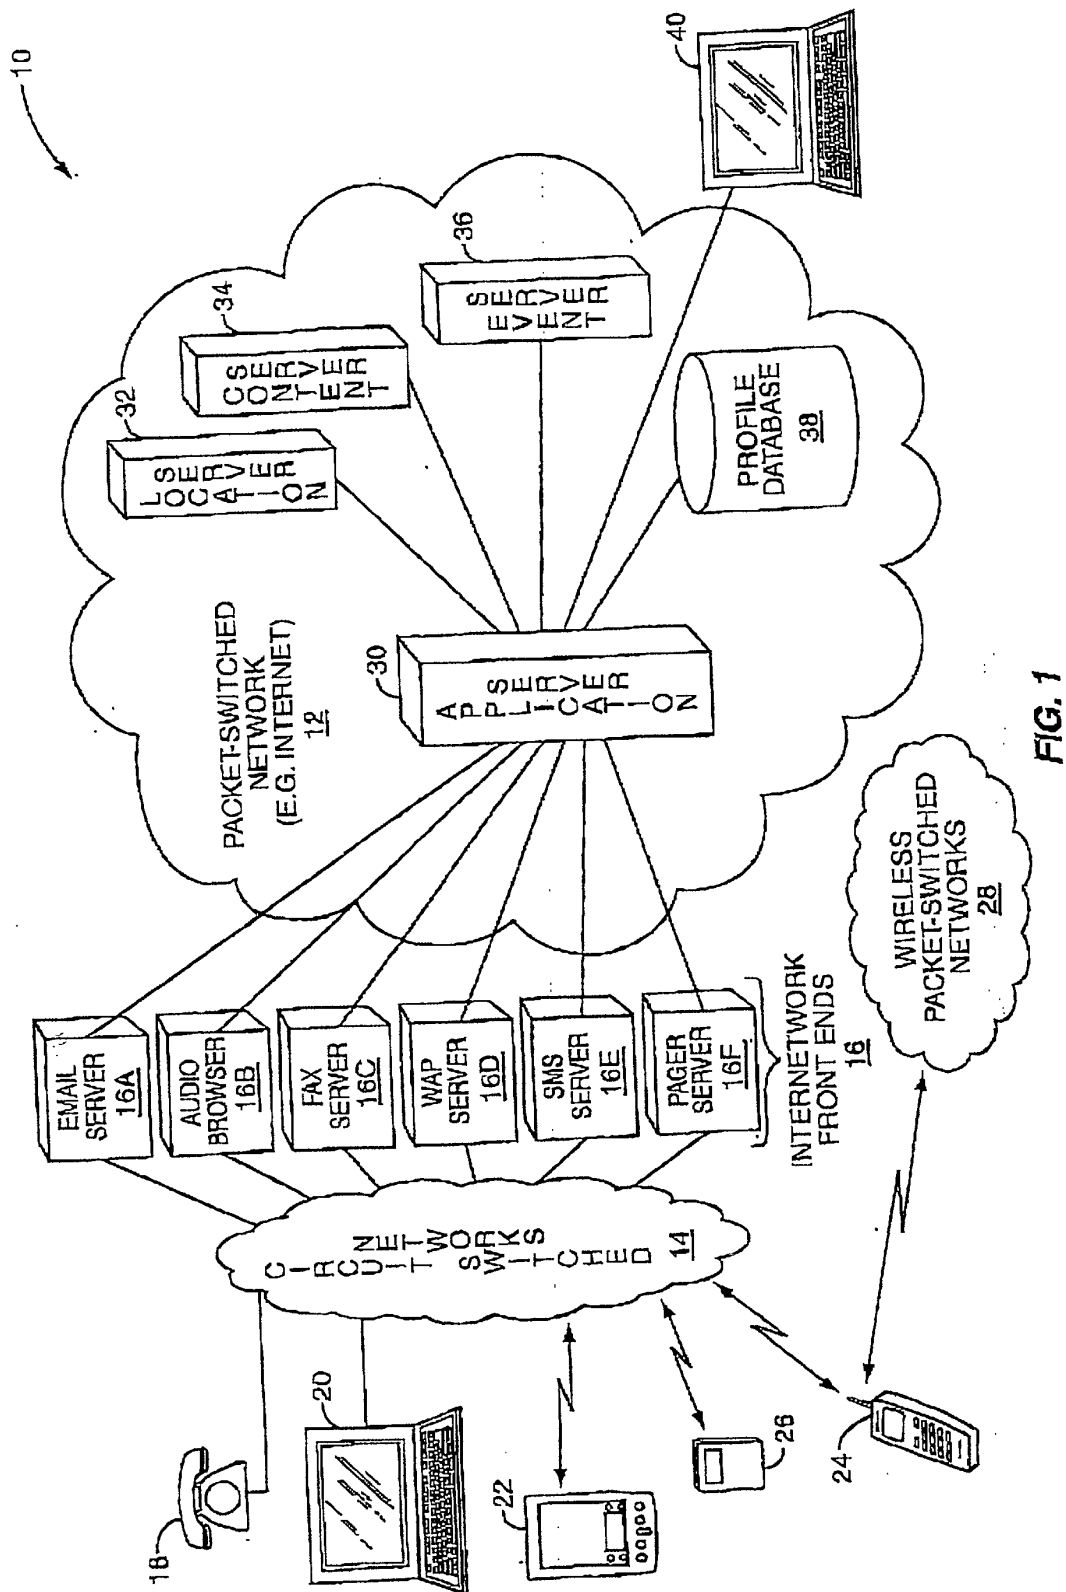 10
PACKET-SWITCHED
NETWORK
(E.G. INTERNET)
12
32
LOCATION
SERVER
34
CONTENT
SERVER
36
EVENT
SERVER
30
APPLICATION
SERVER
PROFILE
DATABASE
38
40
EMAIL
SERVER
16A
AUDIO
BROWSER
16B
FAX
SERVER
16C
WAP
SERVER
16D
SMS
SERVER
16E
PAGER
SERVER
16F
INTERNETWORK
FRONT ENDS
16
CIRCUIT SWITCHED
NETWORKS
14
18
20
22
26
24
WIRELESS
PACKET-SWITCHED
NETWORKS
28
FIG. 1